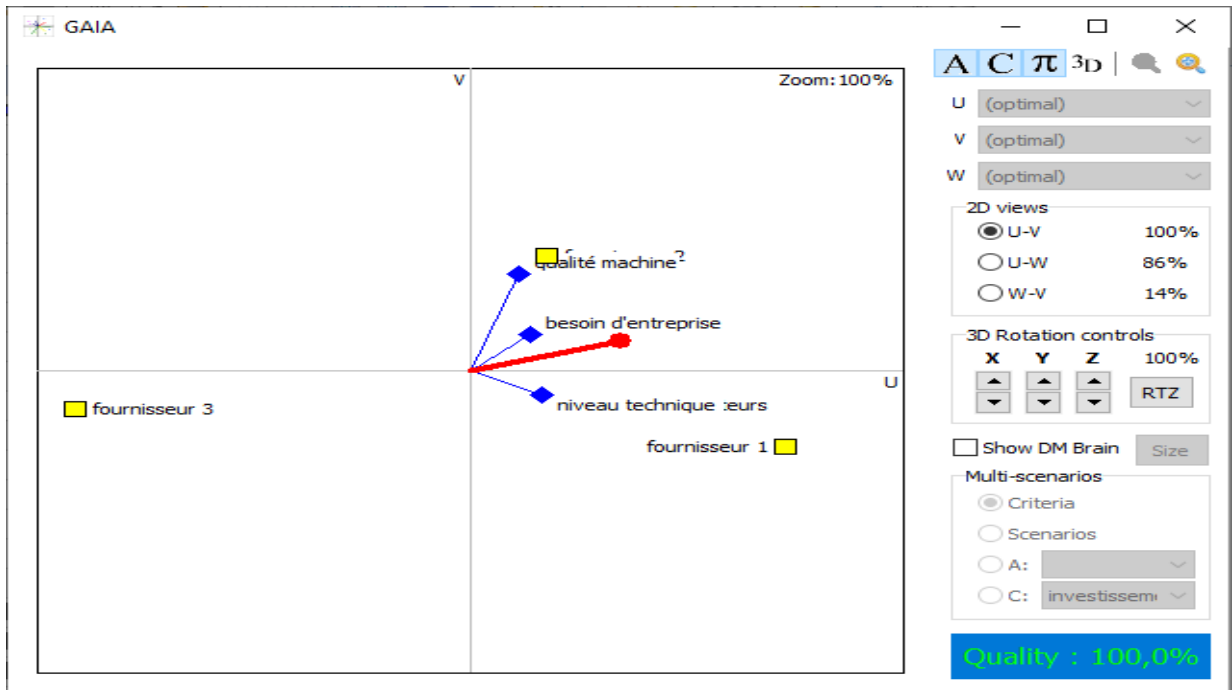 GAIA
A C π 3D
V
Zoom:100%
U (optimal)
V (optimal)
W (optimal)
2D views
U-V 100%
U-W 86%
W-V 14%
qualité machine
besoin d'entreprise
U
niveau technique
fournisseur 3
fournisseur 1
3D Rotation controls
X Y Z 100%
RTZ
Show DM Brain Size
Multi-scenarios
Criteria
Scenarios
A:
C: investissem
Quality : 100,0%